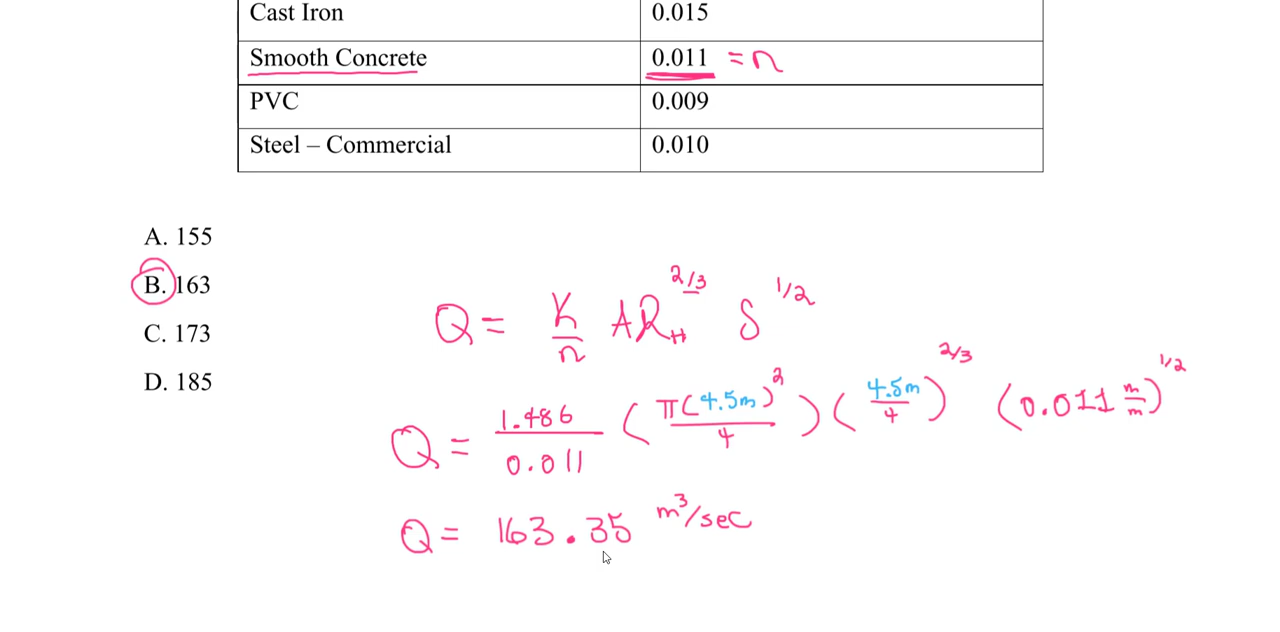 Cast Iron 0.015
Smooth Concrete 0.011 = n
PVC 0.009
Steel – Commercial 0.010
A. 155
B. 163
C. 173
D. 185
Q = K/n A R_H^2/3 S^1/2
Q = 1.486/0.011 (π(4.5m)^2/4) (4.5m/4)^2/3 (0.011 m/m)^1/2
Q = 163.35 m^3/sec